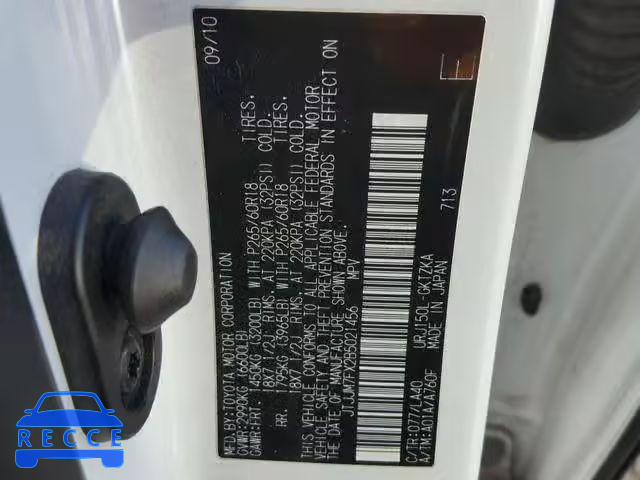 MFD.BY:TOYOTA MOTOR CORPORATION 09/10
GVWR:2990KG (6600LB)
GAWR:FRT. 1450KG (3200LB) WITH P265/60R18 TIRES.
18X7 1/2J RIMS, AT 220KPA (32PSI) COLD.
RR. 1795KG (3965LB) WITH P265/60R18 TIRES.
18X7 1/2J RIMS, AT 220KPA (32PSI) COLD.
THIS VEHICLE CONFORMS TO ALL APPLICABLE FEDERAL MOTOR
VEHICLE SAFETY AND THEFT PREVENTION STANDARDS IN EFFECT ON
THE DATE OF MANUFACTURE SHOWN ABOVE.
JTJJM7FX2B5021456 MPV
C/TR:077/LA40 URJ150L-GKTZKA 713
A/TM:A01A/A760F MADE IN JAPAN